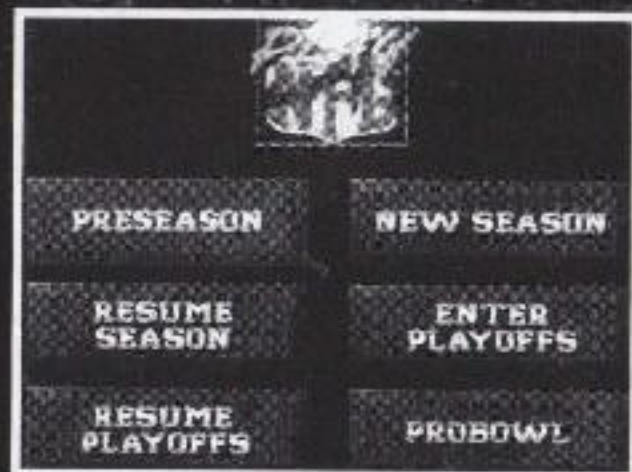 PRESEASON
NEW SEASON
RESUME
SEASON
ENTER
PLAYOFFS
RESUME
PLAYOFFS
PROBOWL